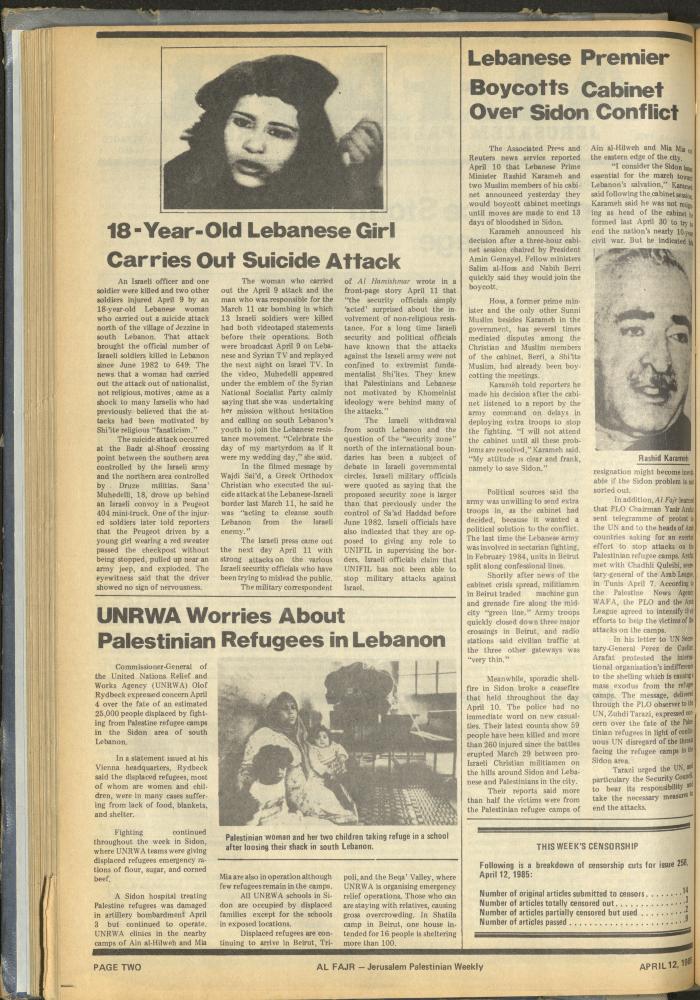 18-Year-Old Lebanese Girl
Carries Out Suicide Attack
An Israeli officer and one
soldier were killed and two other
soldiers injured April 9 by an
18-year-old Lebanese woman
who carried out a suicide attack
north of the village of Jezzine in
south Lebanon. That attack
brought the official number of
Israeli soldiers killed in Lebanon
since June 1982 to 649. The
news that a woman had carried
out the attack out of nationalist,
not religious, motives, came as a
shock to many Israelis who had
previously believed that the at-
tacks had been motivated by
Shi'ite religious "fanaticism."
The suicide attack occurred
at the Badr al-Shouf crossing
point between the southern area
controlled by the Israeli army
and the northern area controlled
by Druze militias. Sana'
Muhedelli, 18, drove up behind
an Israeli convoy in a Peugeot
404 mini-truck. One of the injur-
ed soldiers later told reporters
that the Peugeot driven by a
young girl wearing a red sweater
passed the checkpost without
being stopped, pulled up near an
army jeep, and exploded. The
eyewitness said that the driver
showed no sign of nervousness.
The woman who carried
out the April 9 attack and the
man who was responsible for the
March 11 car bombing in which
13 Israeli soldiers were killed
had both videotaped statements
before their operations. Both
were broadcast April 9 on Leba-
nese and Syrian TV and replayed
the next night on Israel TV. In
the video, Muhedelli appeared
under the emblem of the Syrian
National Socialist Party calmly
saying that she was undertaking
her mission without hesitation
and calling on south Lebanon's
youth to join the Lebanese resis-
tance movement. "Celebrate the
day of my martyrdom as if it
were my wedding day," she said.
In the filmed message by
Wajdi Sai'd, a Greek Orthodox
Christian who executed the sui-
cide attack at the Lebanese-Israeli
border last March 11, he said he
was "acting to cleanse south
Lebanon from the Israeli
enemy."
The Israeli press came out
the next day April 11 with
strong attacks on the various
Israeli security officials who have
been trying to mislead the public.
The military correspondent
of Al Hamishmar wrote in a
front-page story April 11 that
"the security officials simply
'acted' surprised about the in-
volvement of non-religious resis-
tance. For a long time Israeli
security and political officials
have known that the attacks
against the Israeli army were not
confined to extremist funda-
mentalist Shi'ites. They knew
that Palestinians and Lebanese
not motivated by Khomeinist
ideology were behind many of
the attacks."
The Israeli withdrawal
from south Lebanon and the
question of the "security zone"
north of the international boun-
daries has been a subject of
debate in Israeli governmental
circles. Israeli military officials
were quoted as saying that the
proposed security zone is larger
than that previously under the
control of Sa'ad Haddad before
June 1982. Israeli officials have
also indicated that they are op-
posed to giving any role to
UNIFIL in supervising the bor-
ders. Israeli officials claim that
UNIFIL has not been able to
stop military attacks against
Israel.
UNRWA Worries About
Palestinian Refugees in Lebanon
Commissioner-General of
the United Nations Relief and
Works Agency (UNRWA) Olof
Rydbeck expressed concern April
4 over the fate of an estimated
25,000 people displaced by fight-
ing from Palestine refugee camps
in the Sidon area of south
Lebanon.
In a statement issued at his
Vienna headquarters, Rydbeck
said the displaced refugees, most
of whom are women and chil-
dren, were in many cases suffer-
ing from lack of food, blankets,
and shelter.
Fighting continued
throughout the week in Sidon,
where UNRWA teams were giving
displaced refugees emergency ra-
tions of flour, sugar, and corned
beef.
A Sidon hospital treating
Palestine refugees was damaged
in artillery bombardment April
3 but continued to operate.
UNRWA clinics in the nearby
camps of Ain al-Hilweh and Mia
Palestinian woman and her two children taking refuge in a school
after loosing their shack in south Lebanon.
Mia are also in operation although
few refugees remain in the camps.
All UNRWA schools in Si-
don are occupied by displaced
families except for the schools
in exposed locations.
Displaced refugees are con-
tinuing to arrive in Beirut, Tri-
poli, and the Beqa' Valley, where
UNRWA is organising emergency
relief operations. Those who can
are staying with relatives, causing
gross overcrowding. In Shatila
camp in Beirut, one house in-
tended for 16 people is sheltering
more than 100.
Lebanese Premier
Boycotts Cabinet
Over Sidon Conflict
The Associated Press and
Reuters news service reported
April 10 that Lebanese Prime
Minister Rashid Karameh and
two Muslim members of his cabi-
net announced yesterday they
would boycott cabinet meetings
until moves are made to end 13
days of bloodshed in Sidon.
Karameh announced his
decision after a three-hour cabi-
net session chaired by President
Amin Gemayel. Fellow ministers
Salim al-Hoss and Nabih Berri
quickly said they would join the
boycott.
Hoss, a former prime min-
ister and the only other Sunni
Muslim besides Karameh in the
government, has several times
mediated disputes among the
Christian and Muslim members
of the cabinet. Berri, a Shi'ite
Muslim, had already been boy-
cotting the meetings.
Karameh told reporters he
made his decision after the cabi-
net listened to a report by the
army command on delays in
deploying extra troops to stop
the fighting. "I will not attend
the cabinet until all these prob-
lems are resolved," Karameh said.
"My attitude is clear and frank,
namely to save Sidon."
Political sources said the
army was unwilling to send extra
troops in, as the cabinet had
decided, because it wanted a
political solution to the conflict.
The last time the Lebanese army
was involved in sectarian fighting,
in February 1984, units in Beirut
split along confessional lines.
Shortly after news of the
cabinet crisis spread, militiamen
in Beirut traded machine gun
and grenade fire along the mid-
city "green line." Army troops
quickly closed down three major
crossings in Beirut, and radio
stations said civilian traffic at
the three other gateways was
"very thin."
Meanwhile, sporadic shell-
fire in Sidon broke a ceasefire
that held throughout the day
April 10. The police had no
immediate word on new casual-
ties. Their latest counts show 59
people have been killed and more
than 260 injured since the battles
erupted March 29 between pro-
Israeli Christian militiamen on
the hills around Sidon and Leba-
nese and Palestinians in the city.
Their reports said more
than half the victims were from
the Palestinian refugee camps of
Ain al-Hilweh and Mia Mia on
the eastern edge of the city.
"I consider the Sidon
essential for the march toward
Lebanon's salvation," Karameh
said following the cabinet session.
Karameh said he was not resign-
ing as head of the cabinet
formed last April 30 to try to
end the nation's nearly 10-year
civil war. But he indicated his
Rashid Karameh
resignation might become inevit-
able if the Sidon problem is not
sorted out.
In addition, Al Fajr learned
that PLO Chairman Yasir Arafat
sent telegramme of protest to
the UN and to the heads of
countries asking for an
effort to stop attacks on
Palestinian refugee camps. Arafat
met with Chadhli Quleibi, secre-
tary-general of the Arab League,
in Tunis April 7. According to
the Palestine News Agency
WAFA, the PLO and the Arab
League agreed to intensify
efforts to help the victims of
attacks on the camps.
In his letter to UN Secre-
tary-General Perez de Cuellar
Arafat protested the interna-
tional organisation's indifference
to the shelling which is causing
mass exodus from the refugee
camps. The message, delivered
through the PLO observer to the
UN, Zuhdi Tarazi, expressed con-
cern over the fate of the Pales-
tinian refugees in light of
uous UN disregard of the threat
facing the refugee camps in the
Sidon area.
Tarazi urged the UN, and
particulary the Security Council
to bear its responsibility and
take the necessary measures to
end the attacks.
THIS WEEK'S CENSORSHIP
Following is a breakdown of censorship cuts for issue 258,
April 12, 1985:
Number of original articles submitted to censors . . . . . . . . 14
Number of articles totally censored out . . . . . . . . . . . . .
Number of articles partially censored but used . . . . . . . . .
Number of articles passed . . . . . . . . . . . . . . . . . . . .
PAGE TWO
AL FAJR — Jerusalem Palestinian Weekly
APRIL 12,